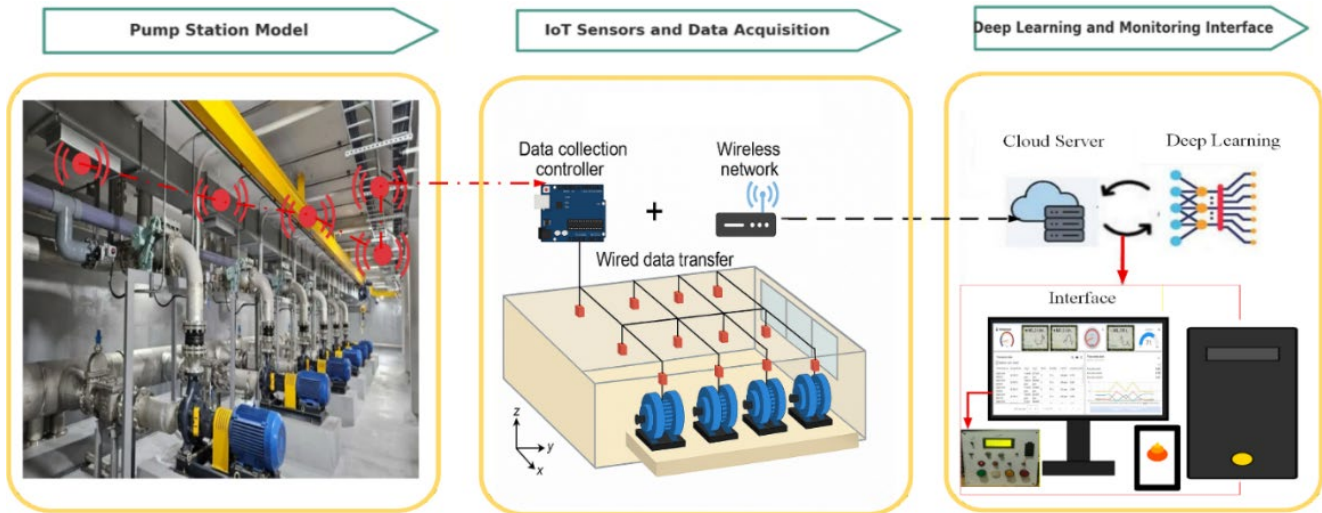 Pump Station Model
IoT Sensors and Data Acquisition
Deep Learning and Monitoring Interface
Data collection
controller
Wireless
network
+
Wired data transfer
z
y
x
Cloud Server
Deep Learning
Interface